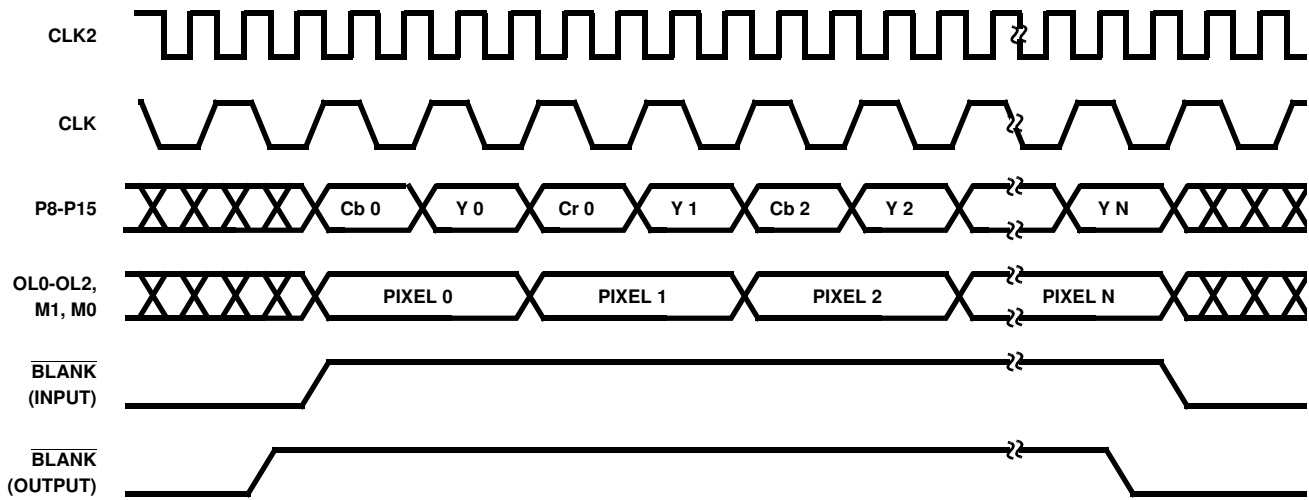 CLK2
CLK
P8-P15
Cb 0 Y 0 Cr 0 Y 1 Cb 2 Y 2 Y N
OL0-OL2,
M1, M0
PIXEL 0 PIXEL 1 PIXEL 2 PIXEL N
BLANK
(INPUT)
BLANK
(OUTPUT)